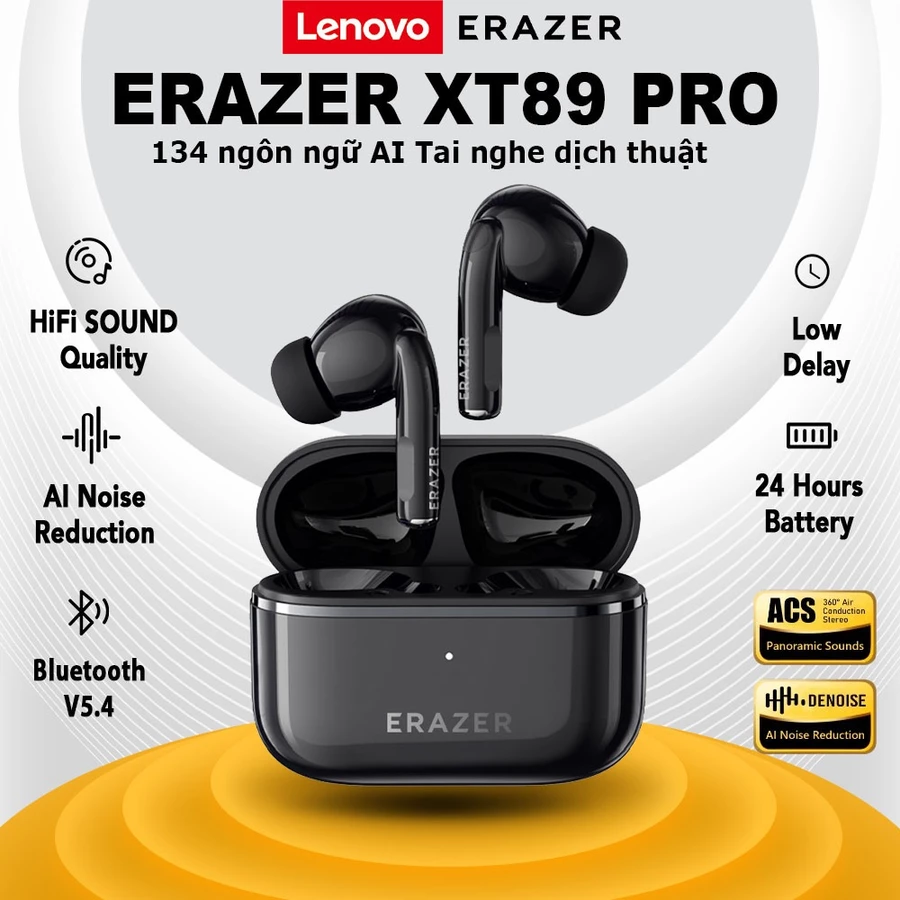 Lenovo ERAZER
ERAZER XT89 PRO
134 ngôn ngữ AI Tai nghe dịch thuật
HiFi SOUND
Quality
AI Noise
Reduction
Bluetooth
V5.4
ERAZER
ERAZER
ERAZER
Low
Delay
24 Hours
Battery
ACS 360° Air
Conduction
Stereo
Panoramic Sounds
DENOISE
AI Noise Reduction